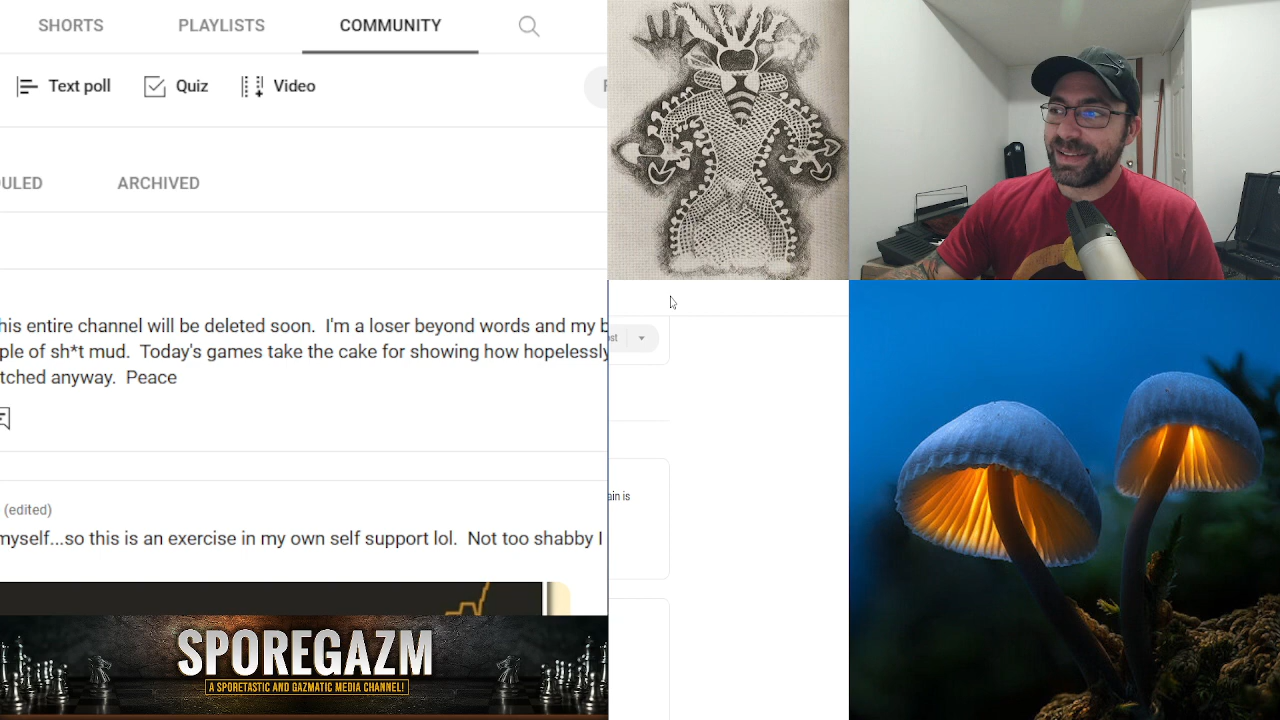 SHORTS PLAYLISTS COMMUNITY
Text poll Quiz Video
ULED ARCHIVED
his entire channel will be deleted soon. I'm a loser beyond words and my b
ple of sh*t mud. Today's games take the cake for showing how hopelessly
tched anyway. Peace
(edited)
myself...so this is an exercise in my own self support lol. Not too shabby I
ost
ain is
SPOREGAZM
A SPORETASTIC AND GAZMATIC MEDIA CHANNEL!